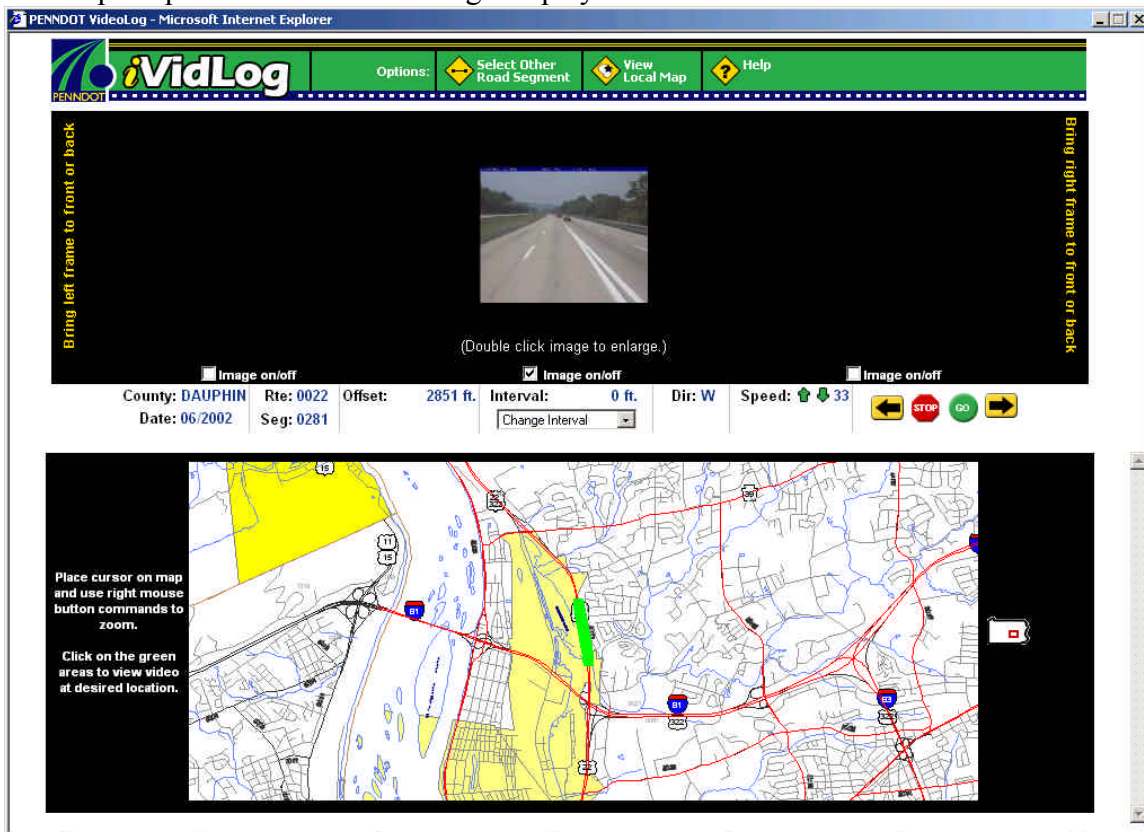 PENNDOT VideoLog - Microsoft Internet Explorer
PENNDOT
iVidLog
Options:
Select Other
Road Segment
View
Local Map
Help
Bring left frame to front or back
Bring right frame to front or back
(Double click image to enlarge.)
Image on/off
Image on/off
Image on/off
County: DAUPHIN Rte: 0022 Offset: 2851 ft. Interval: 0 ft. Dir: W Speed: 33
STOP
GO
Date: 06/2002 Seg: 0281
Change Interval
Place cursor on map
and use right mouse
button commands to
zoom.
Click on the green
areas to view video
at desired location.
15
22
322
39
11
15
81
81
322
83
322
22